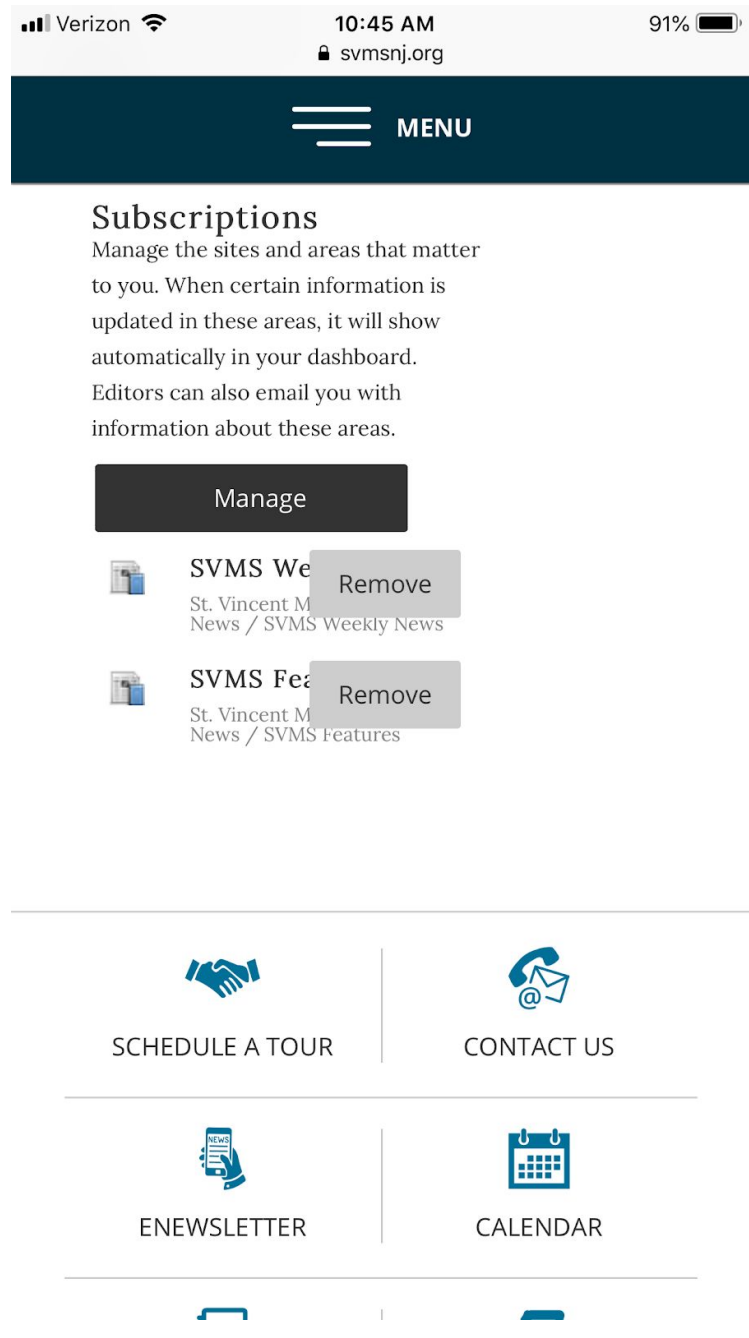 Verizon 10:45 AM 91%
svmsnj.org
MENU
Subscriptions
Manage the sites and areas that matter
to you. When certain information is
updated in these areas, it will show
automatically in your dashboard.
Editors can also email you with
information about these areas.
Manage
SVMS We
Remove
St. Vincent M
News / SVMS Weekly News
SVMS Fea
Remove
St. Vincent M
News / SVMS Features
SCHEDULE A TOUR
@
CONTACT US
NEWS
ENEWSLETTER
CALENDAR